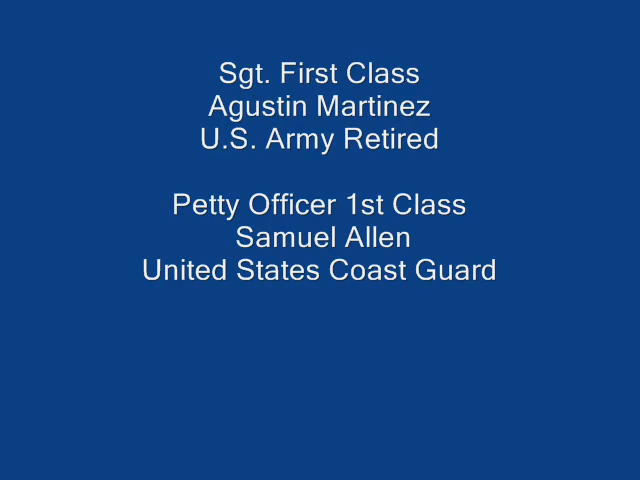 Sgt. First Class
Agustin Martinez
U.S. Army Retired
Petty Officer 1st Class
Samuel Allen
United States Coast Guard